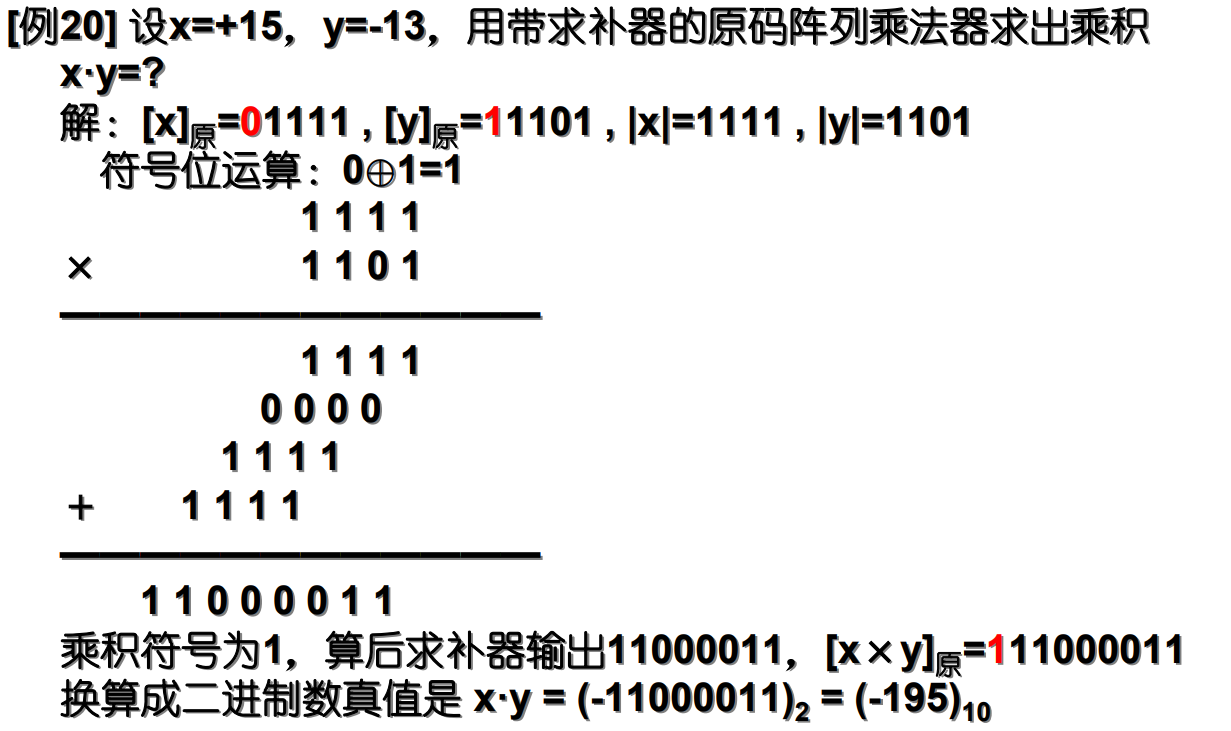 [例20] 设x=+15，y=-13，用带求补器的原码阵列乘法器求出乘积
x·y=?
解：[x]原=01111 , [y]原=11101 , |x|=1111 , |y|=1101
符号位运算：0⊕1=1
1 1 1 1
× 1 1 0 1
1 1 1 1
0 0 0 0
1 1 1 1
+ 1 1 1 1
1 1 0 0 0 0 1 1
乘积符号为1，算后求补器输出11000011，[x×y]原=111000011
换算成二进制数真值是 x·y = (-11000011)2 = (-195)10